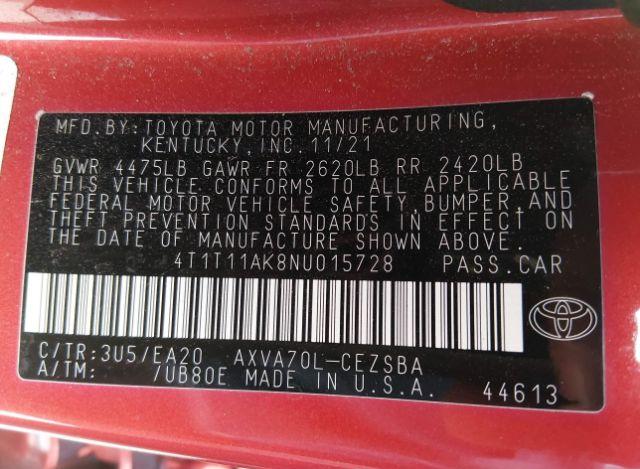 MFD.BY:TOYOTA MOTOR MANUFACTURING,
KENTUCKY,INC.11/21
GVWR 4475LB GAWR FR 2620LB RR 2420LB
THIS VEHICLE CONFORMS TO ALL APPLICABLE
FEDERAL MOTOR VEHICLE SAFETY,BUMPER,AND
THEFT PREVENTION STANDARDS IN EFFECT ON
THE DATE OF MANUFACTURE SHOWN ABOVE.
4T1T11AK8NU015728 PASS.CAR
C/TR:3U5/EA20 AXVA70L-CEZSBA
A/TM: /UB80E MADE IN U.S.A.
44613